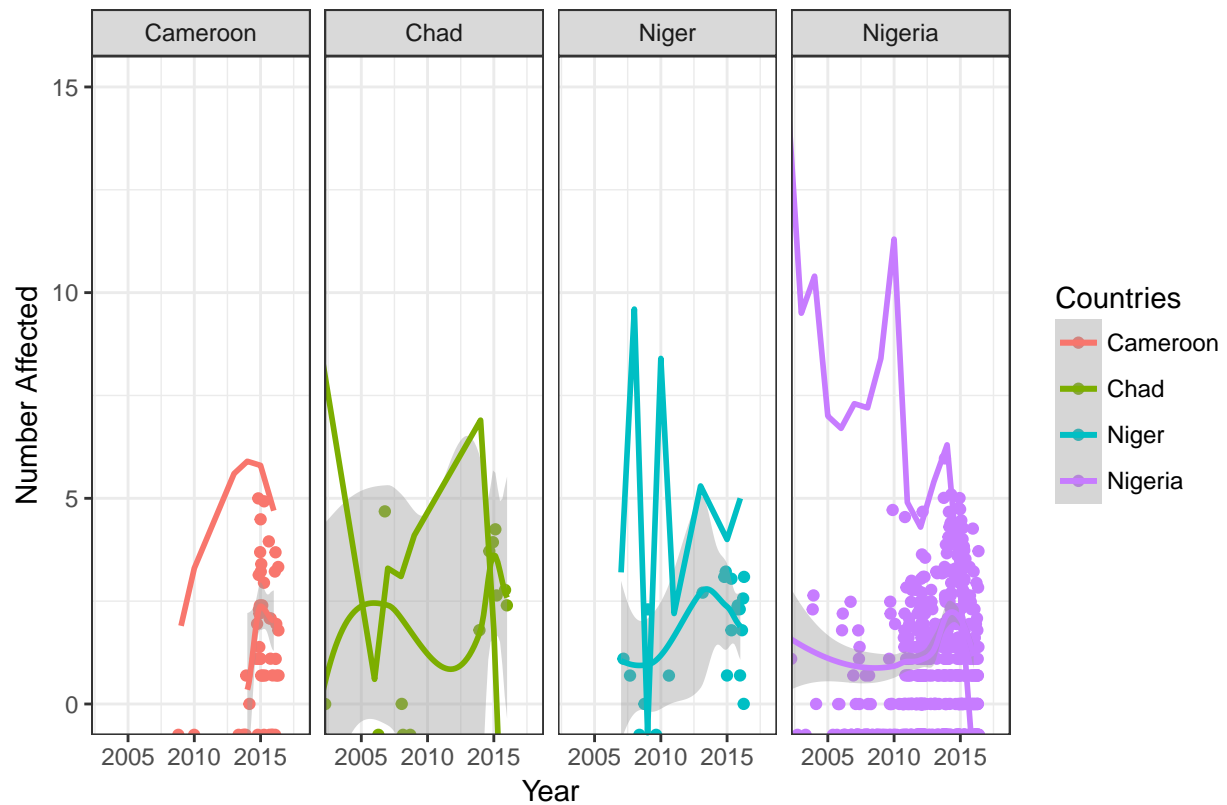 Cameroon Chad Niger Nigeria
15
10
5
0
Number Affected
2005 2010 2015 2005 2010 2015 2005 2010 2015 2005 2010 2015
Year
Countries
Cameroon
Chad
Niger
Nigeria